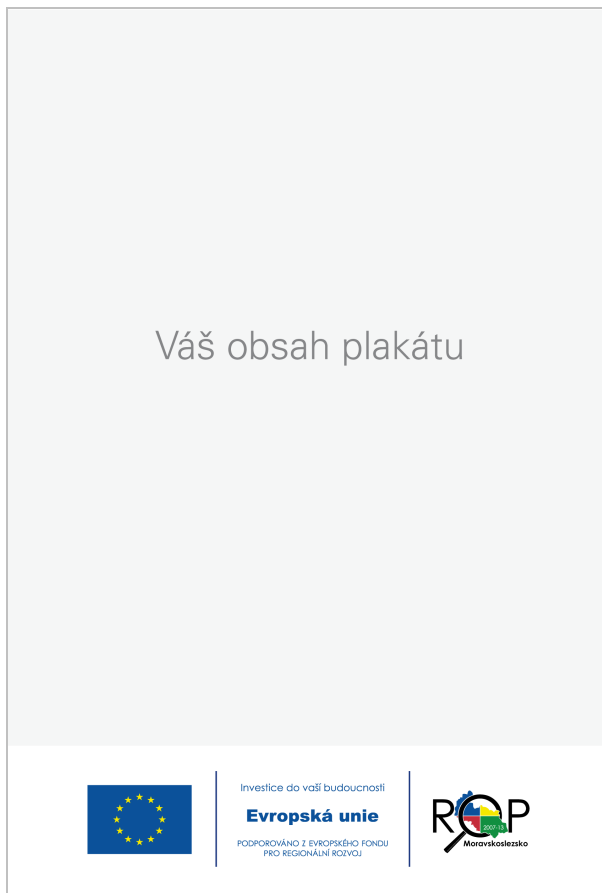 Váš obsah plakátu
Investice do vaší budoucnosti
Evropská unie
PODPOROVÁNO Z EVROPSKÉHO FONDU
PRO REGIONÁLNÍ ROZVOJ
ROP
2007-13
Moravskoslezsko